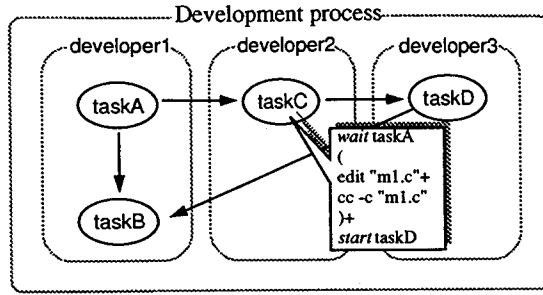 Development process
developer1
developer2
developer3
taskA
taskC
taskD
taskB
wait taskA
(
edit "m1.c"+
cc -c "m1.c"
)+
start taskD